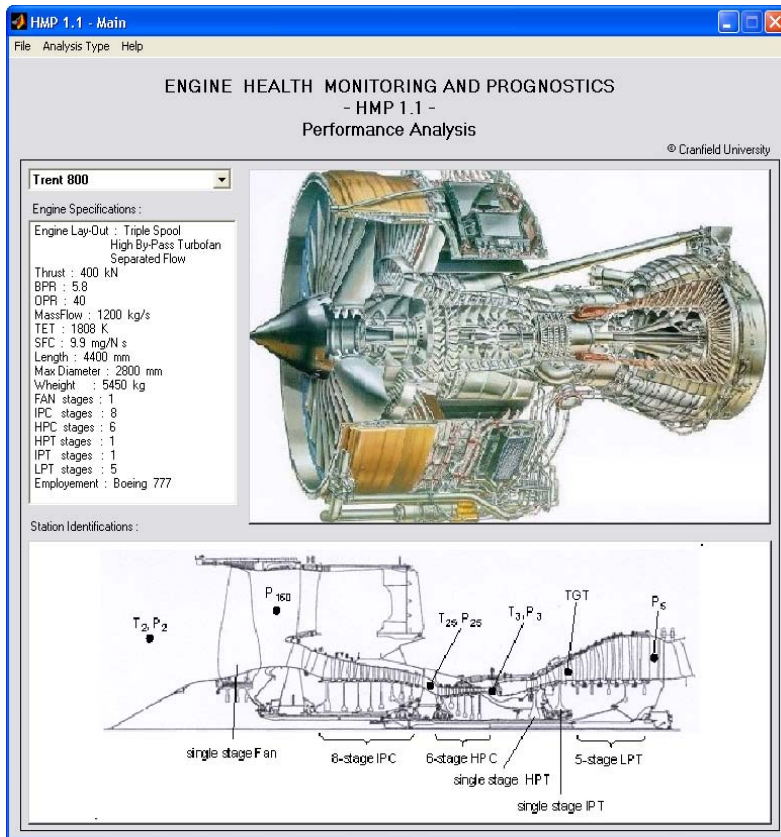 HMP 1.1 - Main
File Analysis Type Help
ENGINE HEALTH MONITORING AND PROGNOSTICS
- HMP 1.1 -
Performance Analysis
© Cranfield University
Trent 800
Engine Specifications :
Engine Lay-Out : Triple Spool
High By-Pass Turbofan
Separated Flow
Thrust : 400 kN
BPR : 5.8
OPR : 40
MassFlow : 1200 kg/s
TET : 1808 K
SFC : 9.9 mg/N s
Length : 4400 mm
Max Diameter : 2800 mm
Wheight : 5450 kg
FAN stages : 1
IPC stages : 8
HPC stages : 6
HPT stages : 1
IPT stages : 1
LPT stages : 5
Employement : Boeing 777
Station Identifications :
T2, P2
P160
T26, P26
T3, P3
TGT
P5
single stage Fan
8-stage IPC
6-stage HPC
single stage HPT
5-stage LPT
single stage IPT